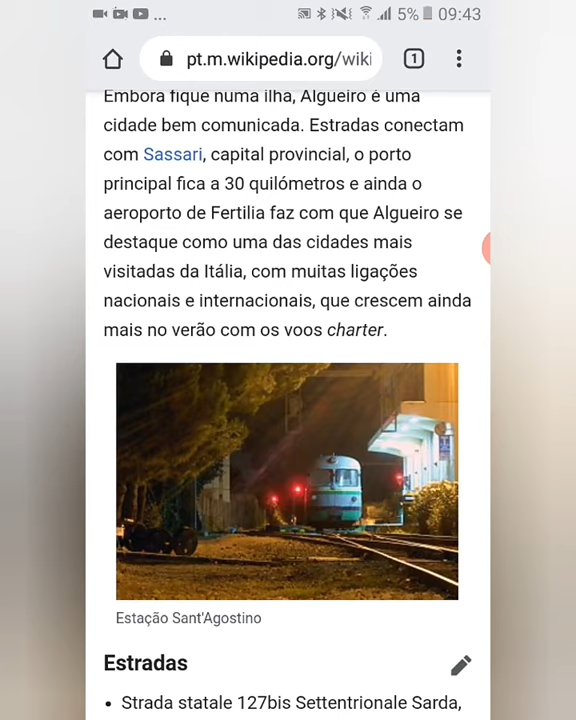 5% 09:43
pt.m.wikipedia.org/wiki
1
Embora fique numa ilha, Algueiro é uma
cidade bem comunicada. Estradas conectam
com Sassari, capital provincial, o porto
principal fica a 30 quilómetros e ainda o
aeroporto de Fertilia faz com que Algueiro se
destaque como uma das cidades mais
visitadas da Itália, com muitas ligações
nacionais e internacionais, que crescem ainda
mais no verão com os voos charter.
Estação Sant'Agostino
Estradas
• Strada statale 127bis Settentrionale Sarda,